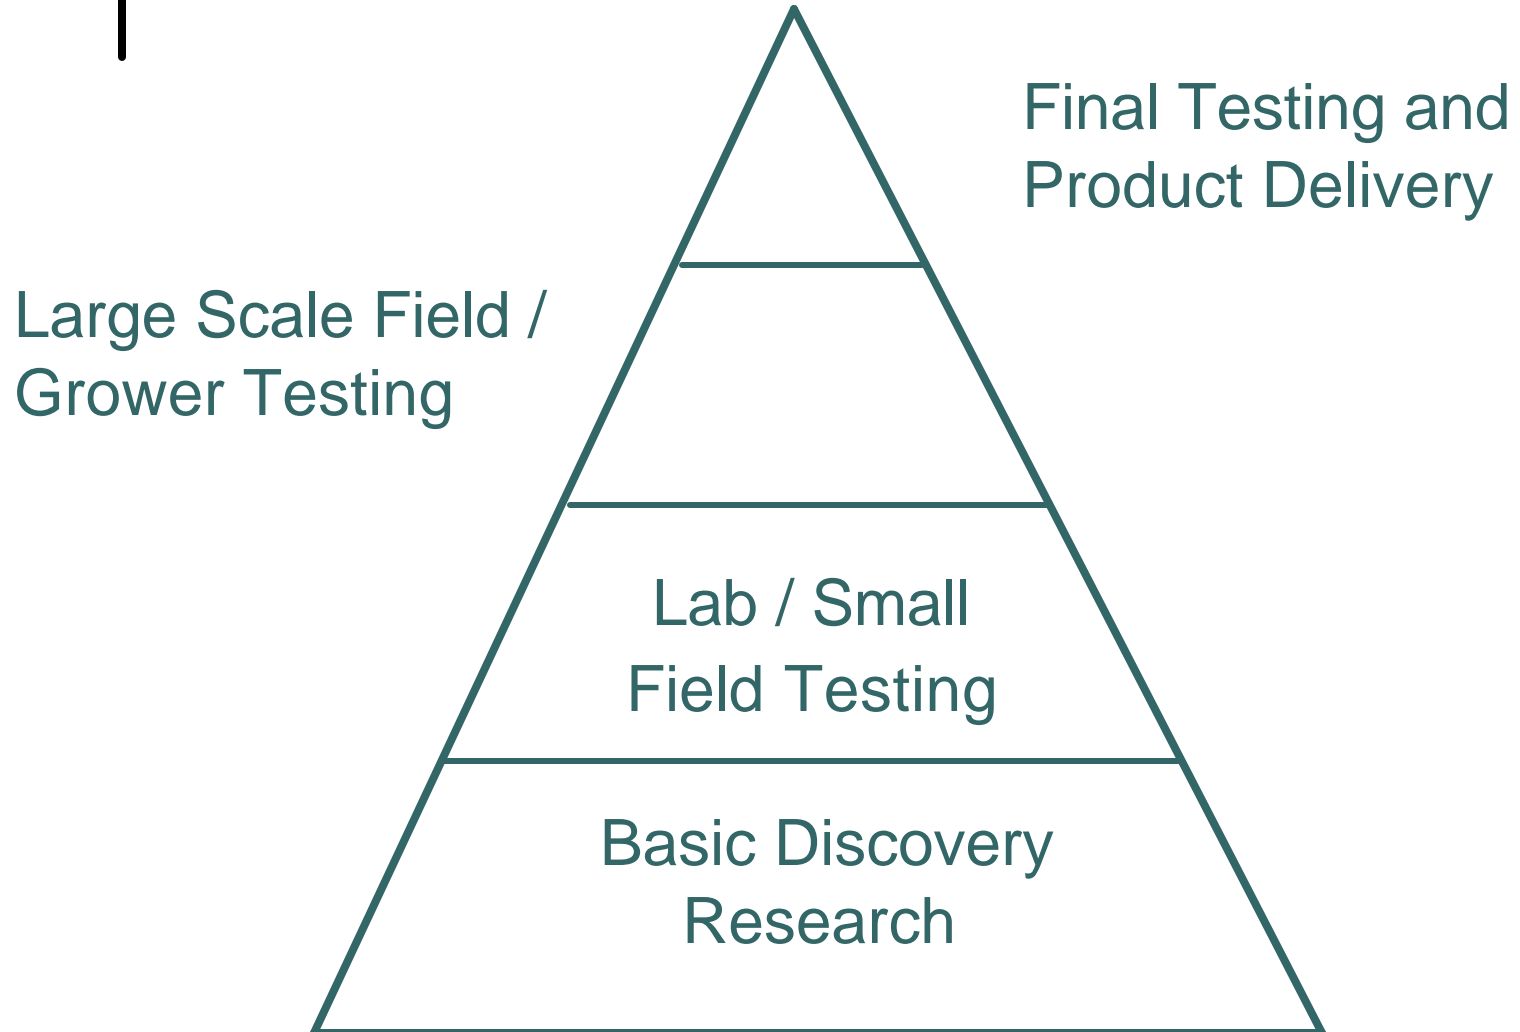 Final Testing and
Product Delivery
Large Scale Field /
Grower Testing
Lab / Small
Field Testing
Basic Discovery
Research